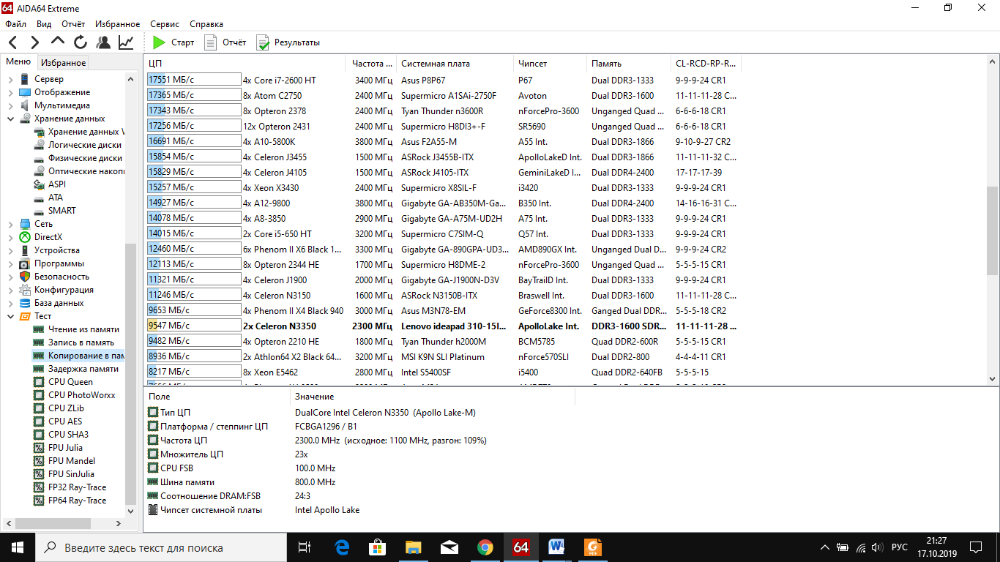 AIDA64 Extreme
Файл Вид Отчёт Избранное Сервис Справка
Старт Отчёт Результаты
Меню Избранное
Сервер
Отображение
Мультимедиа
Хранение данных
Хранение данных
Логические диски
Физические диски
Оптические накоп
ASPI
ATA
SMART
Сеть
DirectX
Устройства
Программы
Безопасность
Конфигурация
База данных
Тест
Чтение из памяти
Запись в память
Копирование в пам
Задержка памяти
CPU Queen
CPU PhotoWorxx
CPU ZLib
CPU AES
CPU SHA3
FPU Julia
FPU Mandel
FPU SinJulia
FP32 Ray-Trace
FP64 Ray-Trace
ЦП Частота ... Системная плата Чипсет Память CL-RCD-RP-R...
17551 МБ/с 4x Core i7-2600 HT 3400 МГц Asus P8P67 P67 Dual DDR3-1333 9-9-9-24 CR1
17365 МБ/с 8x Atom C2750 2400 МГц Supermicro A1SAi-2750F Avoton Dual DDR3-1600 11-11-11-28 C...
17343 МБ/с 8x Opteron 2378 2400 МГц Tyan Thunder n3600R nForcePro-3600 Unganged Quad ... 6-6-6-18 CR1
17256 МБ/с 12x Opteron 2431 2400 МГц Supermicro H8DI3+-F SR5690 Unganged Quad ... 6-6-6-18 CR1
16691 МБ/с 4x A10-5800K 3800 МГц Asus F2A55-M A55 Int. Dual DDR3-1866 9-10-9-27 CR2
15854 МБ/с 4x Celeron J3455 1500 МГц ASRock J3455B-ITX ApolloLakeD Int. Dual DDR3-1866 11-11-11-32 C...
15829 МБ/с 4x Celeron J4105 1500 МГц ASRock J4105-ITX GeminiLakeD I... Dual DDR4-2400 17-17-17-39
15257 МБ/с 4x Xeon X3430 2400 МГц Supermicro X8SIL-F i3420 Dual DDR3-1333 9-9-9-24 CR1
14927 МБ/с 4x A12-9800 3800 МГц Gigabyte GA-AB350M-Ga... B350 Int. Dual DDR4-2400 14-16-16-31 C...
14078 МБ/с 4x A8-3850 2900 МГц Gigabyte GA-A75M-UD2H A75 Int. Dual DDR3-1333 9-9-9-24 CR1
14015 МБ/с 2x Core i5-650 HT 3200 МГц Supermicro C7SIM-Q Q57 Int. Dual DDR3-1333 9-9-9-24 CR1
12460 МБ/с 6x Phenom II X6 Black 1... 3300 МГц Gigabyte GA-890GPA-UD3... AMD890GX Int. Unganged Dual D... 9-9-9-24 CR2
12113 МБ/с 8x Opteron 2344 HE 1700 МГц Supermicro H8DME-2 nForcePro-3600 Unganged Quad ... 5-5-5-15 CR1
11321 МБ/с 4x Celeron J1900 2000 МГц Gigabyte GA-J1900N-D3V BayTrailD Int. Dual DDR3-1333 9-9-9-24 CR1
11246 МБ/с 4x Celeron N3150 1600 МГц ASRock N3150B-ITX Braswell Int. Dual DDR3-1600 11-11-11-28 C...
9653 МБ/с 4x Phenom II X4 Black 940 3000 МГц Asus M3N78-EM GeForce8300 Int. Ganged Dual DDR... 5-5-5-18 CR2
9547 МБ/с 2x Celeron N3350 2300 МГц Lenovo ideapad 310-15I... ApolloLake Int. DDR3-1600 SDR... 11-11-11-28 ...
9482 МБ/с 4x Opteron 2210 HE 1800 МГц Tyan Thunder h2000M BCM5785 Quad DDR2-600R 5-5-5-15 CR1
8936 МБ/с 2x Athlon64 X2 Black 64... 3200 МГц MSI K9N SLI Platinum nForce570SLI Dual DDR2-800 4-4-4-11 CR1
8217 МБ/с 8x Xeon E5462 2800 МГц Intel S5400SF i5400 Quad DDR2-640FB 5-5-5-15
Поле Значение
Тип ЦП DualCore Intel Celeron N3350 (Apollo Lake-M)
Платформа / степпинг ЦП FCBGA1296 / B1
Частота ЦП 2300.0 MHz (исходное: 1100 MHz, разгон: 109%)
Множитель ЦП 23x
CPU FSB 100.0 MHz
Шина памяти 800.0 MHz
Соотношение DRAM:FSB 24:3
Чипсет системной платы Intel Apollo Lake
Введите здесь текст для поиска
64
РУС
21:27
17.10.2019